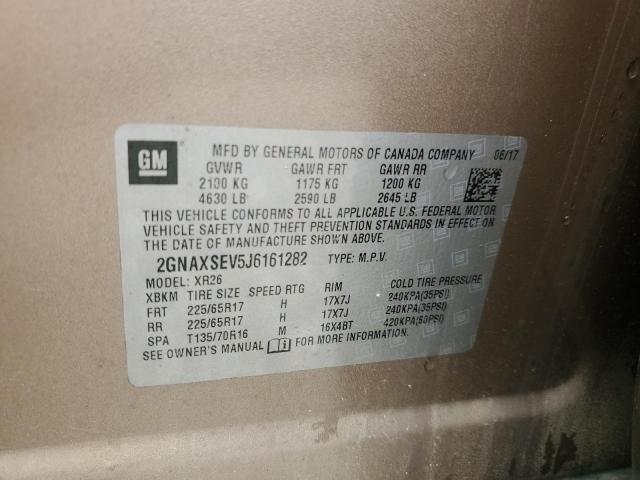 GM
MFD BY GENERAL MOTORS OF CANADA COMPANY 06/17
GVWR GAWR FRT GAWR RR
2100 KG 1175 KG 1200 KG
4630 LB 2590 LB 2645 LB
THIS VEHICLE CONFORMS TO ALL APPLICABLE U.S. FEDERAL MOTOR
VEHICLE SAFETY AND THEFT PREVENTION STANDARDS IN EFFECT ON
THE DATE OF MANUFACTURE SHOWN ABOVE.
2GNAXSEV5J6161282 TYPE: M.P.V.
MODEL: XR26
XBKM TIRE SIZE SPEED RTG RIM COLD TIRE PRESSURE
FRT 225/65R17 H 17X7J 240KPA(35PSI)
RR 225/65R17 H 17X7J 240KPA(35PSI)
SPA T135/70R16 M 16X4BT 420KPA(60PSI)
SEE OWNER'S MANUAL i FOR MORE INFORMATION.